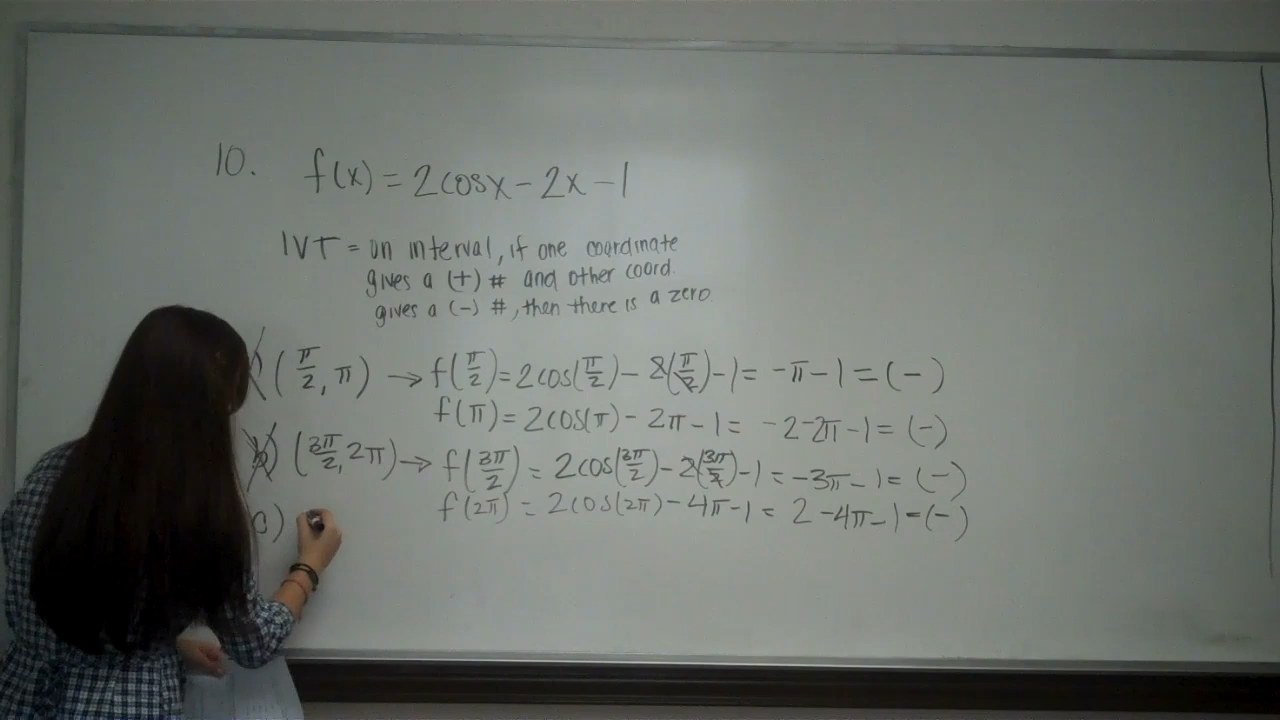 10. f(x) = 2cosx - 2x - 1
IVT = on interval, if one coordinate
gives a (+) # and other coord.
gives a (-) #, then there is a zero
(π/2, π) → f(π/2) = 2cos(π/2) - 2(π/2) - 1 = -π - 1 = (-)
f(π) = 2cos(π) - 2π - 1 = -2 - 2π - 1 = (-)
b) (3π/2, 2π) → f(3π/2) = 2cos(3π/2) - 2(3π/2) - 1 = -3π - 1 = (-)
f(2π) = 2cos(2π) - 4π - 1 = 2 - 4π - 1 = (-)
c)